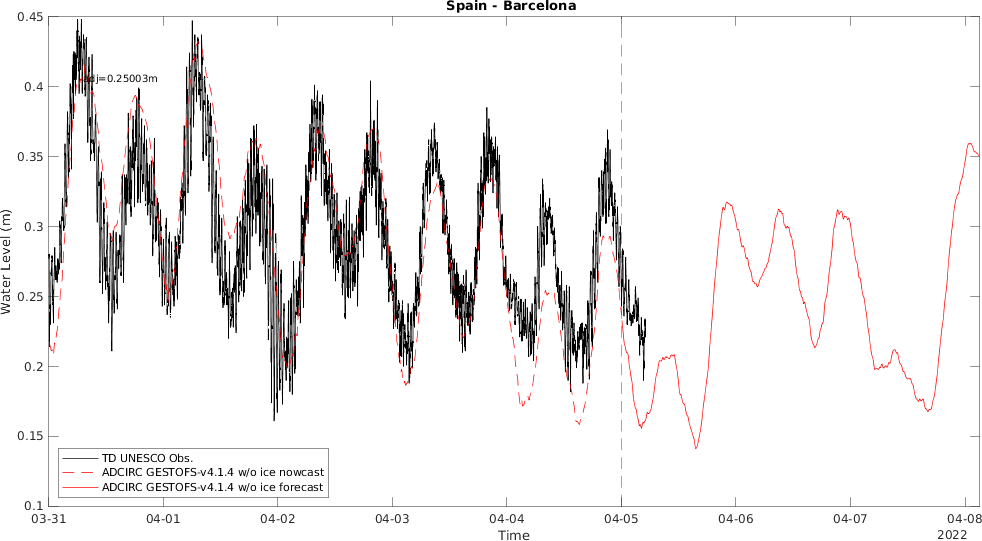 Spain - Barcelona
0.45
0.4
0.35
0.3
0.25
0.2
0.15
0.1
Water Level (m)
adj=0.25003m
TD UNESCO Obs.
ADCIRC GESTOFS-v4.1.4 w/o ice nowcast
ADCIRC GESTOFS-v4.1.4 w/o ice forecast
03-31 04-01 04-02 04-03 04-04 04-05 04-06 04-07 04-08
Time
2022